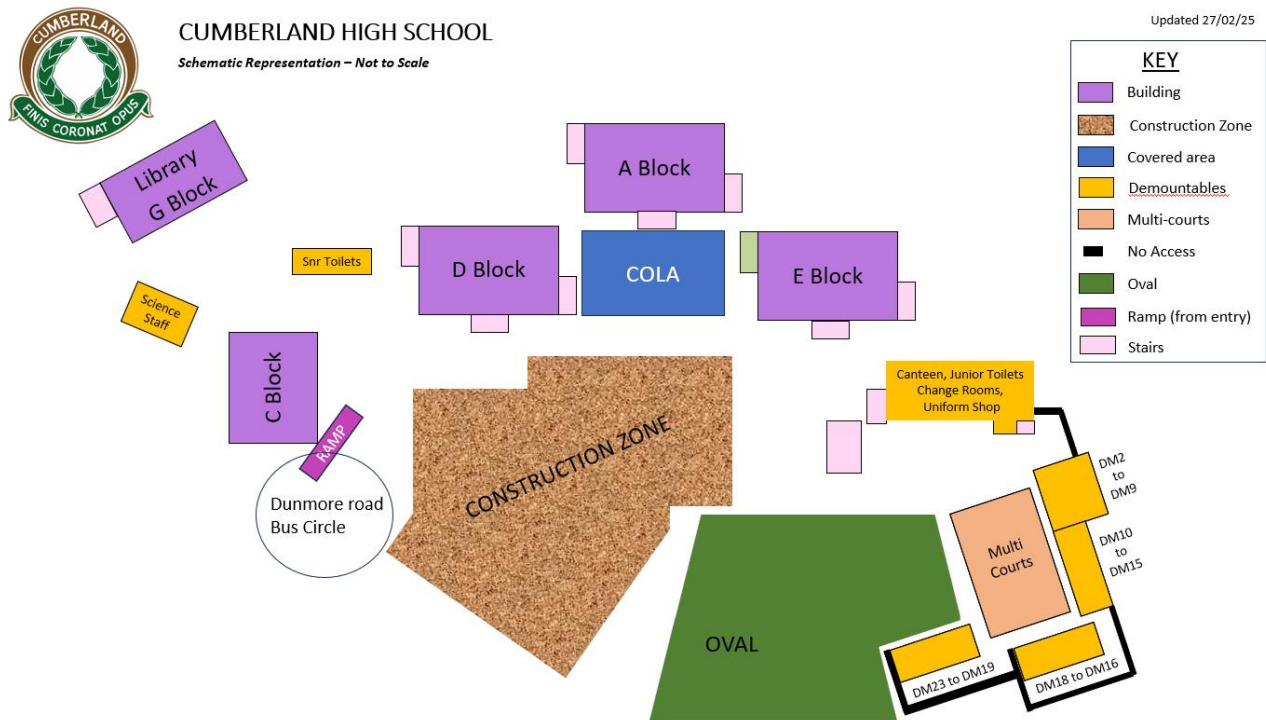 CUMBERLAND
FINIS CORONAT OPUS
CUMBERLAND HIGH SCHOOL
Schematic Representation – Not to Scale
Updated 27/02/25
KEY
Building
Construction Zone
Covered area
Demountables
Multi-courts
No Access
Oval
Ramp (from entry)
Stairs
Library
G Block
A Block
Snr Toilets
D Block
COLA
E Block
Science
Staff
C Block
RAMP
Dunmore road
Bus Circle
CONSTRUCTION ZONE
Canteen, Junior Toilets
Change Rooms,
Uniform Shop
DM2
to
DM9
Multi
Courts
DM10
to
DM15
OVAL
DM23 to DM19
DM18 to DM16